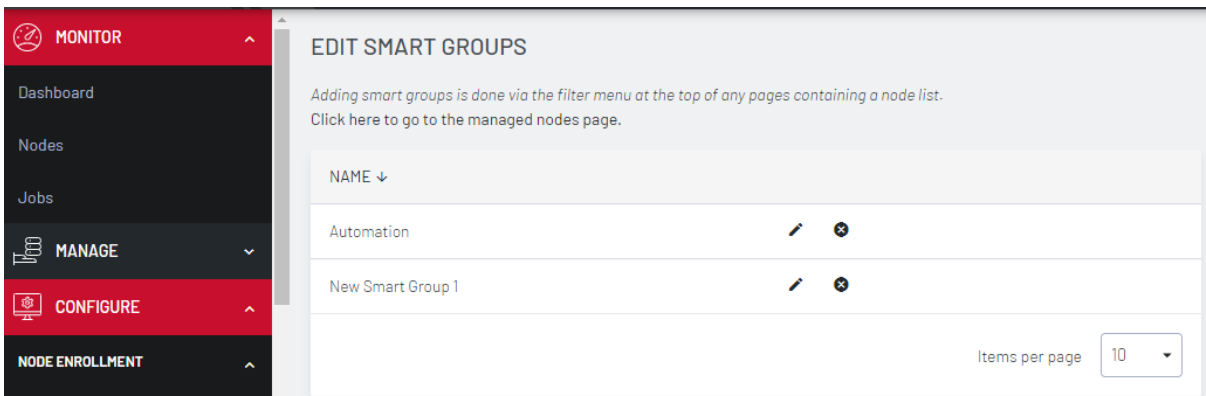 MONITOR
Dashboard
Nodes
Jobs
MANAGE
CONFIGURE
NODE ENROLLMENT
EDIT SMART GROUPS
Adding smart groups is done via the filter menu at the top of any pages containing a node list.
Click here to go to the managed nodes page.
NAME ↓
Automation
New Smart Group 1
Items per page 10